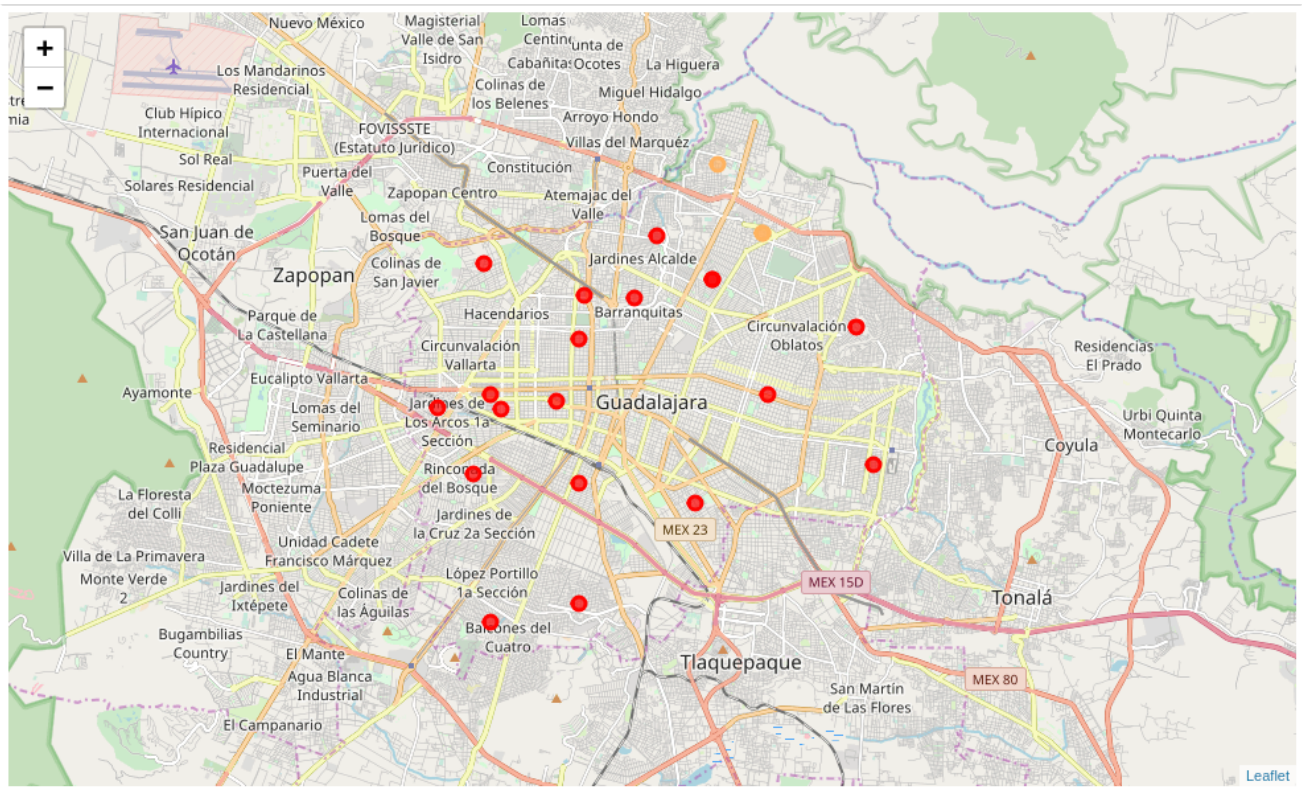 Nuevo México
Magisterial
Valle de San
Isidro
Lomas
Cabañitas
Ocotes
La Higuera
+
−
Los Mandarinos
Residencial
Colinas de
los Belenes
Miguel Hidalgo
Club Hípico
Internacional
FOVISSSTE
(Estatuto Jurídico)
Arroyo Hondo
Villas del Marquéz
Sol Real
Puerta del
Valle
Constitución
Solares Residencial
Zapopan Centro
Atemajac del
Valle
San Juan de
Ocotán
Lomas del
Bosque
Zapopan
Colinas de
San Javier
Jardines Alcalde
Parque de
La Castellana
Hacendarios
Barranquitas
Circunvalación
Oblatos
Circunvalación
Vallarta
Residencias
El Prado
Eucalipto Vallarta
Ayamonte
Lomas del
Seminario
Jardines de
Los Arcos 1a
Sección
Guadalajara
Urbi Quinta
Montecarlo
Coyula
Residencial
Plaza Guadalupe
Rinconada
del Bosque
La Floresta
del Colli
Moctezuma
Poniente
Jardines de
la Cruz 2a Sección
MEX 23
Unidad Cadete
Francisco Márquez
Villa de La Primavera
Monte Verde
2
Jardines del
Ixtépete
Colinas de
las Águilas
López Portillo
1a Sección
MEX 15D
Tonalá
Bugambilias
Country
El Mante
Balcones del
Cuatro
Tlaquepaque
Agua Blanca
Industrial
San Martín
de Las Flores
MEX 80
El Campanario
Leaflet